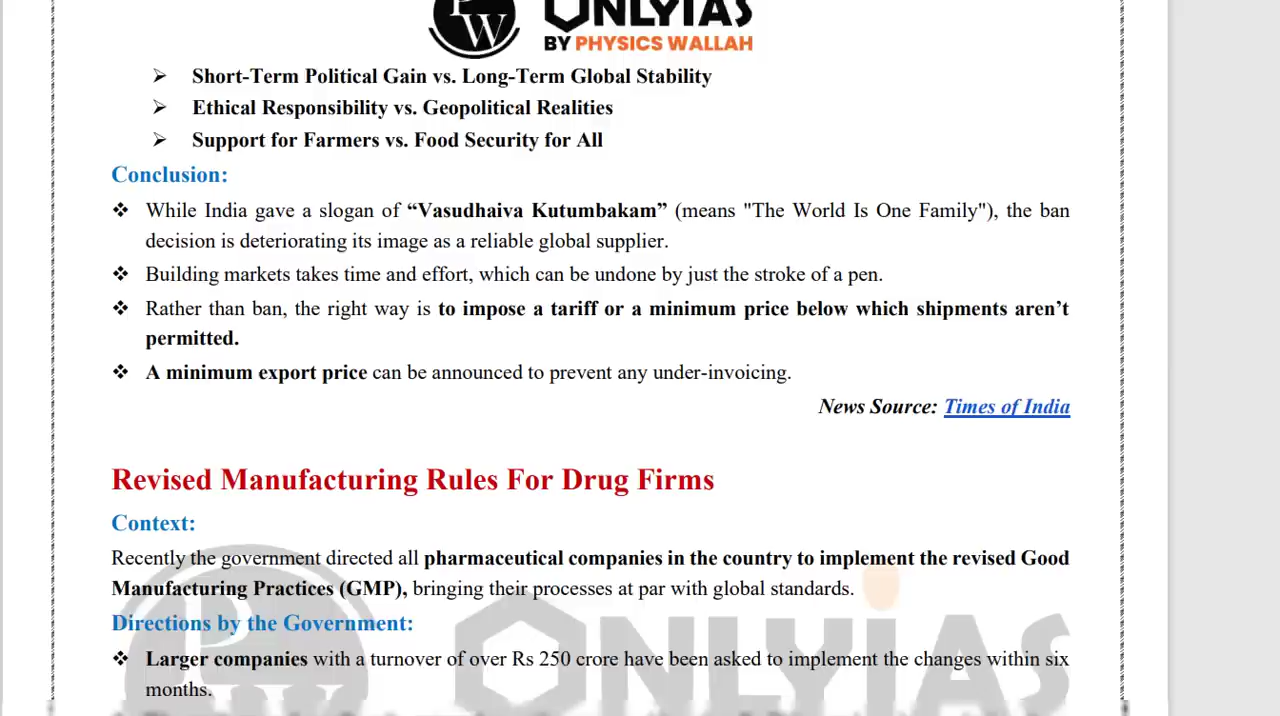 PW ONLYIAS
BY PHYSICS WALLAH
➢ Short-Term Political Gain vs. Long-Term Global Stability
➢ Ethical Responsibility vs. Geopolitical Realities
➢ Support for Farmers vs. Food Security for All
Conclusion:
❖ While India gave a slogan of “Vasudhaiva Kutumbakam” (means "The World Is One Family"), the ban
decision is deteriorating its image as a reliable global supplier.
❖ Building markets takes time and effort, which can be undone by just the stroke of a pen.
❖ Rather than ban, the right way is to impose a tariff or a minimum price below which shipments aren’t
permitted.
❖ A minimum export price can be announced to prevent any under-invoicing.
News Source: Times of India
Revised Manufacturing Rules For Drug Firms
Context:
Recently the government directed all pharmaceutical companies in the country to implement the revised Good
Manufacturing Practices (GMP), bringing their processes at par with global standards.
Directions by the Government:
❖ Larger companies with a turnover of over Rs 250 crore have been asked to implement the changes within six
months.
PW ONLYIAS